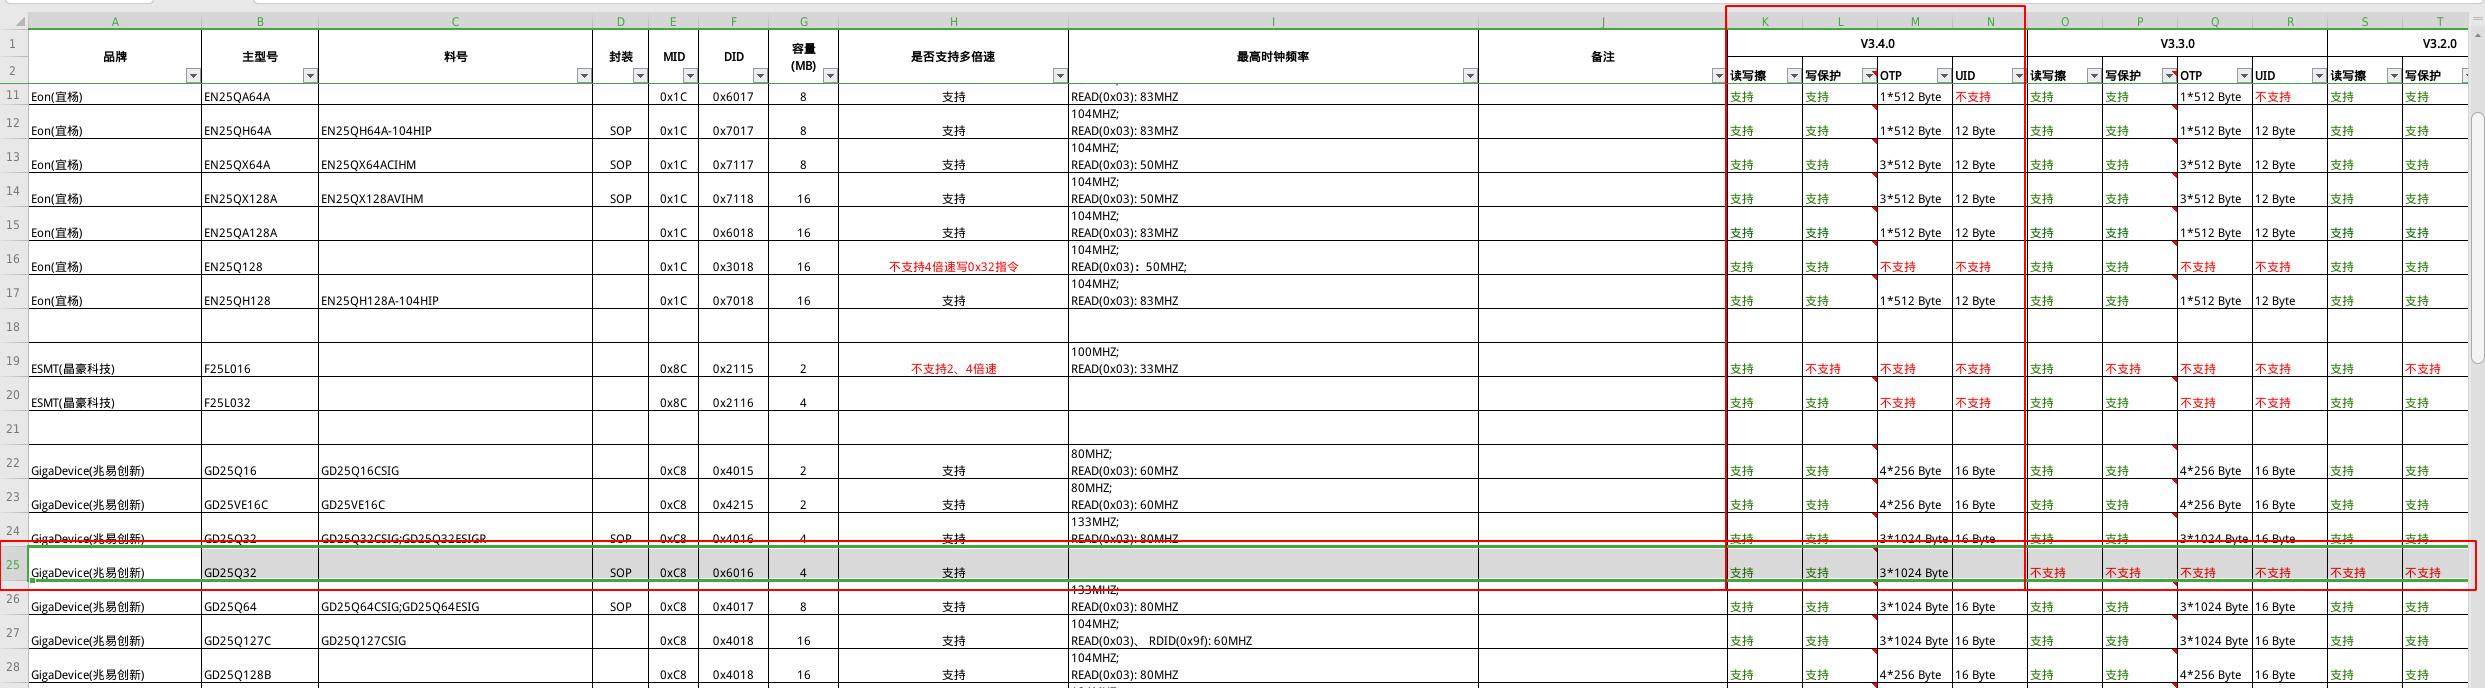 A B C D E F G H I J K L M N O P Q R S T
1 品牌 主型号 料号 封装 MID DID 容量 (MB) 是否支持多倍速 最高时钟频率 备注 V3.4.0 V3.3.0 V3.2.0
2 读写擦 写保护 OTP UID 读写擦 写保护 OTP UID 读写擦 写保护
11 Eon(宜杨) EN25QA64A 0x1C 0x6017 8 支持 READ(0x03): 83MHZ 支持 支持 1*512 Byte 不支持 支持 支持 1*512 Byte 不支持 支持 支持
104MHZ;
12 Eon(宜杨) EN25QH64A EN25QH64A-104HIP SOP 0x1C 0x7017 8 支持 READ(0x03): 83MHZ 支持 支持 1*512 Byte 12 Byte 支持 支持 1*512 Byte 12 Byte 支持 支持
104MHZ;
13 Eon(宜杨) EN25QX64A EN25QX64ACIHM SOP 0x1C 0x7117 8 支持 READ(0x03): 50MHZ 支持 支持 3*512 Byte 12 Byte 支持 支持 3*512 Byte 12 Byte 支持 支持
104MHZ;
14 Eon(宜杨) EN25QX128A EN25QX128AVIHM SOP 0x1C 0x7118 16 支持 READ(0x03): 50MHZ 支持 支持 3*512 Byte 12 Byte 支持 支持 3*512 Byte 12 Byte 支持 支持
104MHZ;
15 Eon(宜杨) EN25QA128A 0x1C 0x6018 16 支持 READ(0x03): 83MHZ 支持 支持 1*512 Byte 12 Byte 支持 支持 1*512 Byte 12 Byte 支持 支持
104MHZ;
16 Eon(宜杨) EN25Q128 0x1C 0x3018 16 不支持4倍速写0x32指令 READ(0x03)：50MHZ; 支持 支持 不支持 不支持 支持 支持 不支持 不支持 支持 支持
104MHZ;
17 Eon(宜杨) EN25QH128 EN25QH128A-104HIP 0x1C 0x7018 16 支持 READ(0x03): 83MHZ 支持 支持 1*512 Byte 12 Byte 支持 支持 1*512 Byte 12 Byte 支持 支持
18
100MHZ;
19 ESMT(晶豪科技) F25L016 0x8C 0x2115 2 不支持2、4倍速 READ(0x03): 33MHZ 支持 不支持 不支持 不支持 支持 不支持 不支持 不支持 支持 不支持
20 ESMT(晶豪科技) F25L032 0x8C 0x2116 4 支持 支持 不支持 不支持 支持 支持 不支持 不支持 支持 支持
21
80MHZ;
22 GigaDevice(兆易创新) GD25Q16 GD25Q16CSIG 0xC8 0x4015 2 支持 READ(0x03): 60MHZ 支持 支持 4*256 Byte 16 Byte 支持 支持 4*256 Byte 16 Byte 支持 支持
80MHZ;
23 GigaDevice(兆易创新) GD25VE16C GD25VE16C 0xC8 0x4215 2 支持 READ(0x03): 60MHZ 支持 支持 4*256 Byte 16 Byte 支持 支持 4*256 Byte 16 Byte 支持 支持
133MHZ;
24 GigaDevice(兆易创新) GD25Q32 GD25Q32CSIG;GD25Q32ESIGR SOP 0xC8 0x4016 4 支持 READ(0x03): 80MHZ 支持 支持 3*1024 Byte 16 Byte 支持 支持 3*1024 Byte 16 Byte 支持 支持
25 GigaDevice(兆易创新) GD25Q32 SOP 0xC8 0x6016 4 支持 支持 支持 3*1024 Byte 不支持 不支持 不支持 不支持 不支持 不支持
133MHZ;
26 GigaDevice(兆易创新) GD25Q64 GD25Q64CSIG;GD25Q64ESIG SOP 0xC8 0x4017 8 支持 READ(0x03): 80MHZ 支持 支持 3*1024 Byte 16 Byte 支持 支持 3*1024 Byte 16 Byte 支持 支持
104MHZ;
27 GigaDevice(兆易创新) GD25Q127C GD25Q127CSIG 0xC8 0x4018 16 支持 READ(0x03)、 RDID(0x9f): 60MHZ 支持 支持 3*1024 Byte 16 Byte 支持 支持 3*1024 Byte 16 Byte 支持 支持
104MHZ;
28 GigaDevice(兆易创新) GD25Q128B 0xC8 0x4018 16 支持 READ(0x03): 80MHZ 支持 支持 4*256 Byte 16 Byte 支持 支持 4*256 Byte 16 Byte 支持 支持